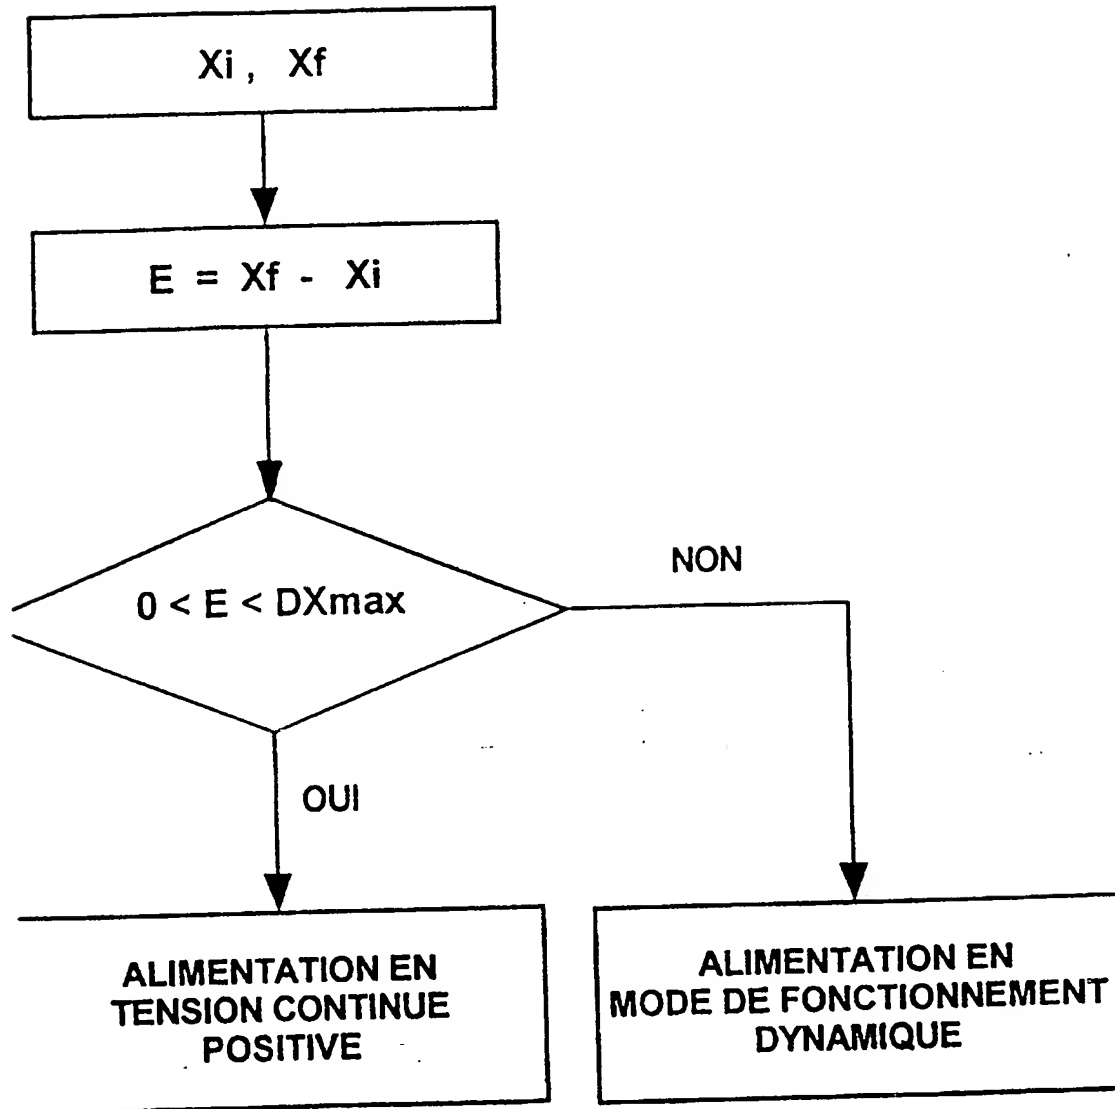 Xi , Xf
E = Xf - Xi
0 < E < DXmax
NON
OUI
ALIMENTATION EN
TENSION CONTINUE
POSITIVE
ALIMENTATION EN
MODE DE FONCTIONNEMENT
DYNAMIQUE